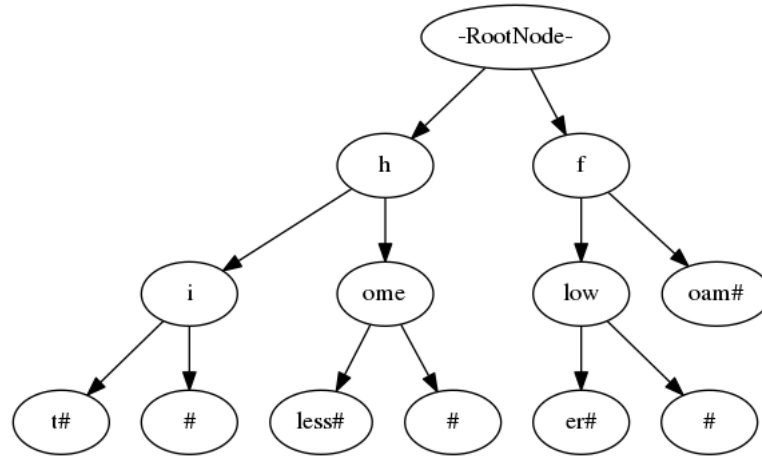 -RootNode-
h f
i ome low oam#
t# # less# # er# #